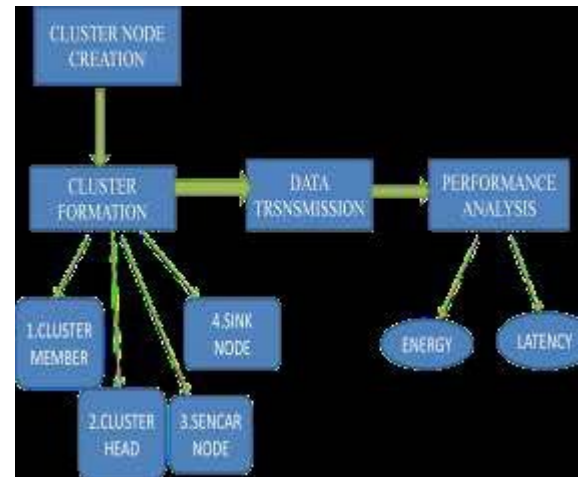 CLUSTER NODE
CREATION
CLUSTER
FORMATION
DATA
TRSNMISSION
PERFORMANCE
ANALYSIS
1.CLUSTER
MEMBER
2.CLUSTER
HEAD
3.SENCAR
NODE
4.SINK
NODE
ENERGY
LATENCY